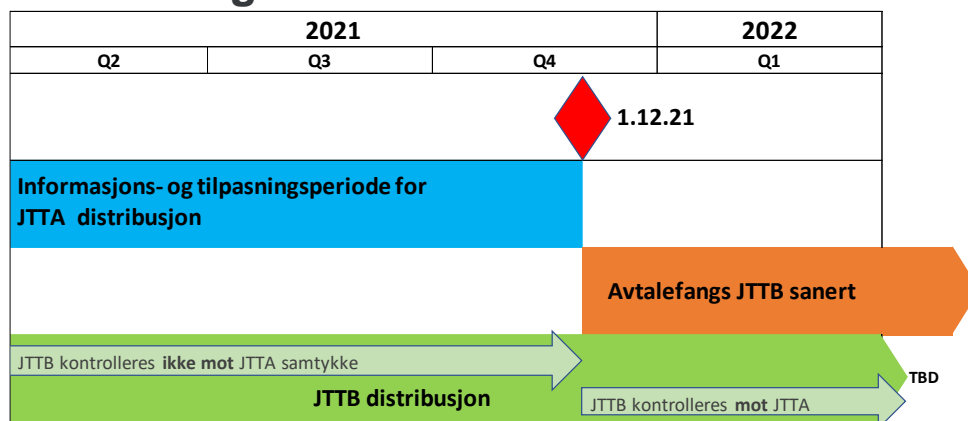 2021 2022
Q2 Q3 Q4 Q1
1.12.21
Informasjons- og tilpasningsperiode for
JTTA distribusjon
Avtalefangs JTTB sanert
JTTB kontrolleres ikke mot JTTA samtykke
TBD
JTTB distribusjon
JTTB kontrolleres mot JTTA